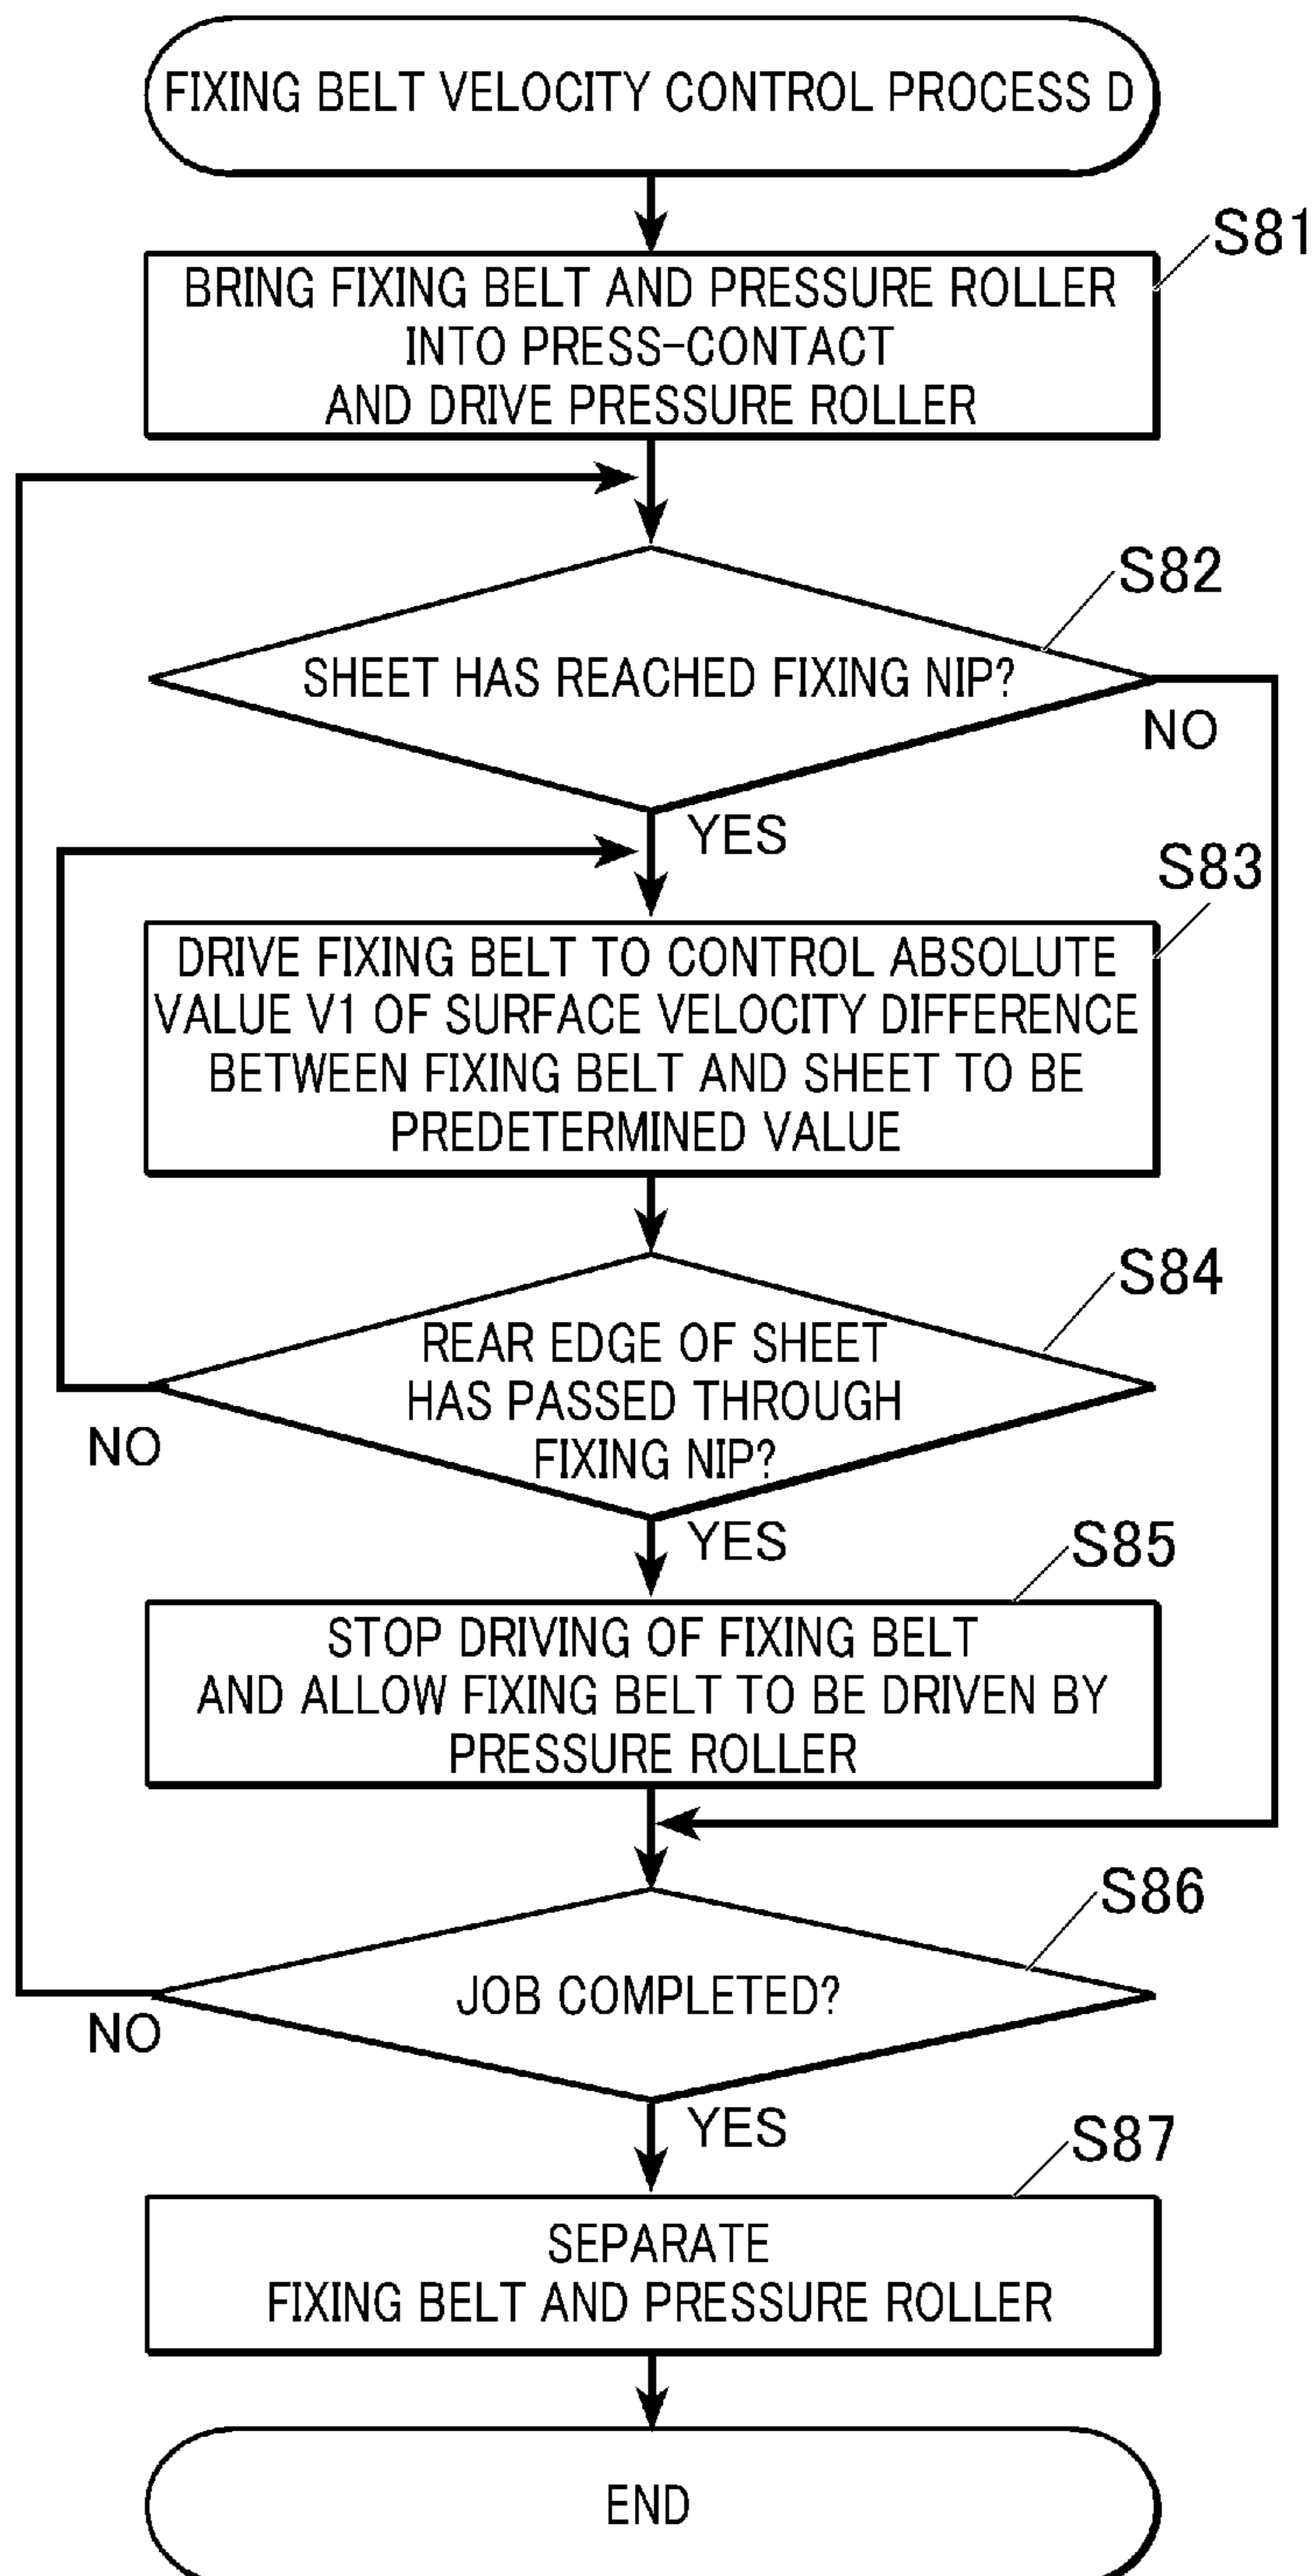 FIXING BELT VELOCITY CONTROL PROCESS D
S81
BRING FIXING BELT AND PRESSURE ROLLER
INTO PRESS-CONTACT
AND DRIVE PRESSURE ROLLER
S82
SHEET HAS REACHED FIXING NIP?
NO
YES
S83
DRIVE FIXING BELT TO CONTROL ABSOLUTE
VALUE V1 OF SURFACE VELOCITY DIFFERENCE
BETWEEN FIXING BELT AND SHEET TO BE
PREDETERMINED VALUE
S84
REAR EDGE OF SHEET
HAS PASSED THROUGH
FIXING NIP?
NO
YES
S85
STOP DRIVING OF FIXING BELT
AND ALLOW FIXING BELT TO BE DRIVEN BY
PRESSURE ROLLER
S86
JOB COMPLETED?
NO
YES
S87
SEPARATE
FIXING BELT AND PRESSURE ROLLER
END